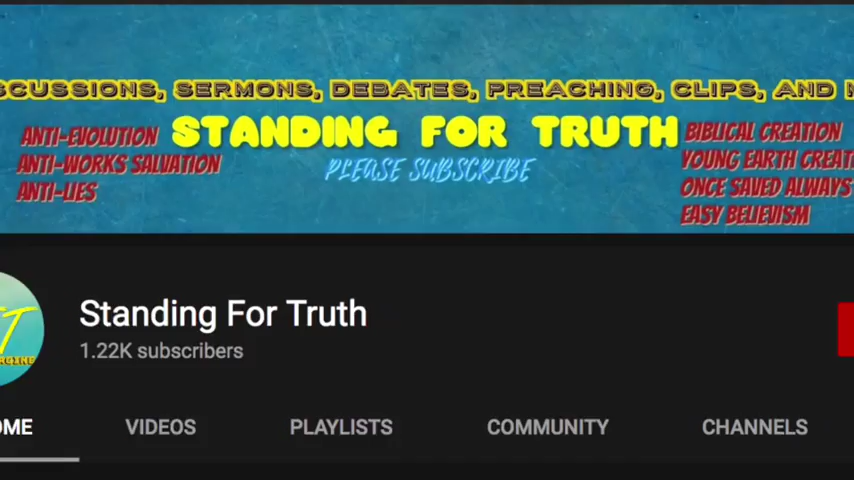 SCUSSIONS, SERMONS, DEBATES, PREACHING, CLIPS, AND
ANTI-EVOLUTION
ANTI-WORKS SALVATION
ANTI-LIES
STANDING FOR TRUTH
PLEASE SUBSCRIBE
BIBLICAL CREATION
YOUNG EARTH CREATI
ONCE SAVED ALWAYS
EASY BELIEVISM
Standing For Truth
1.22K subscribers
OME VIDEOS PLAYLISTS COMMUNITY CHANNELS